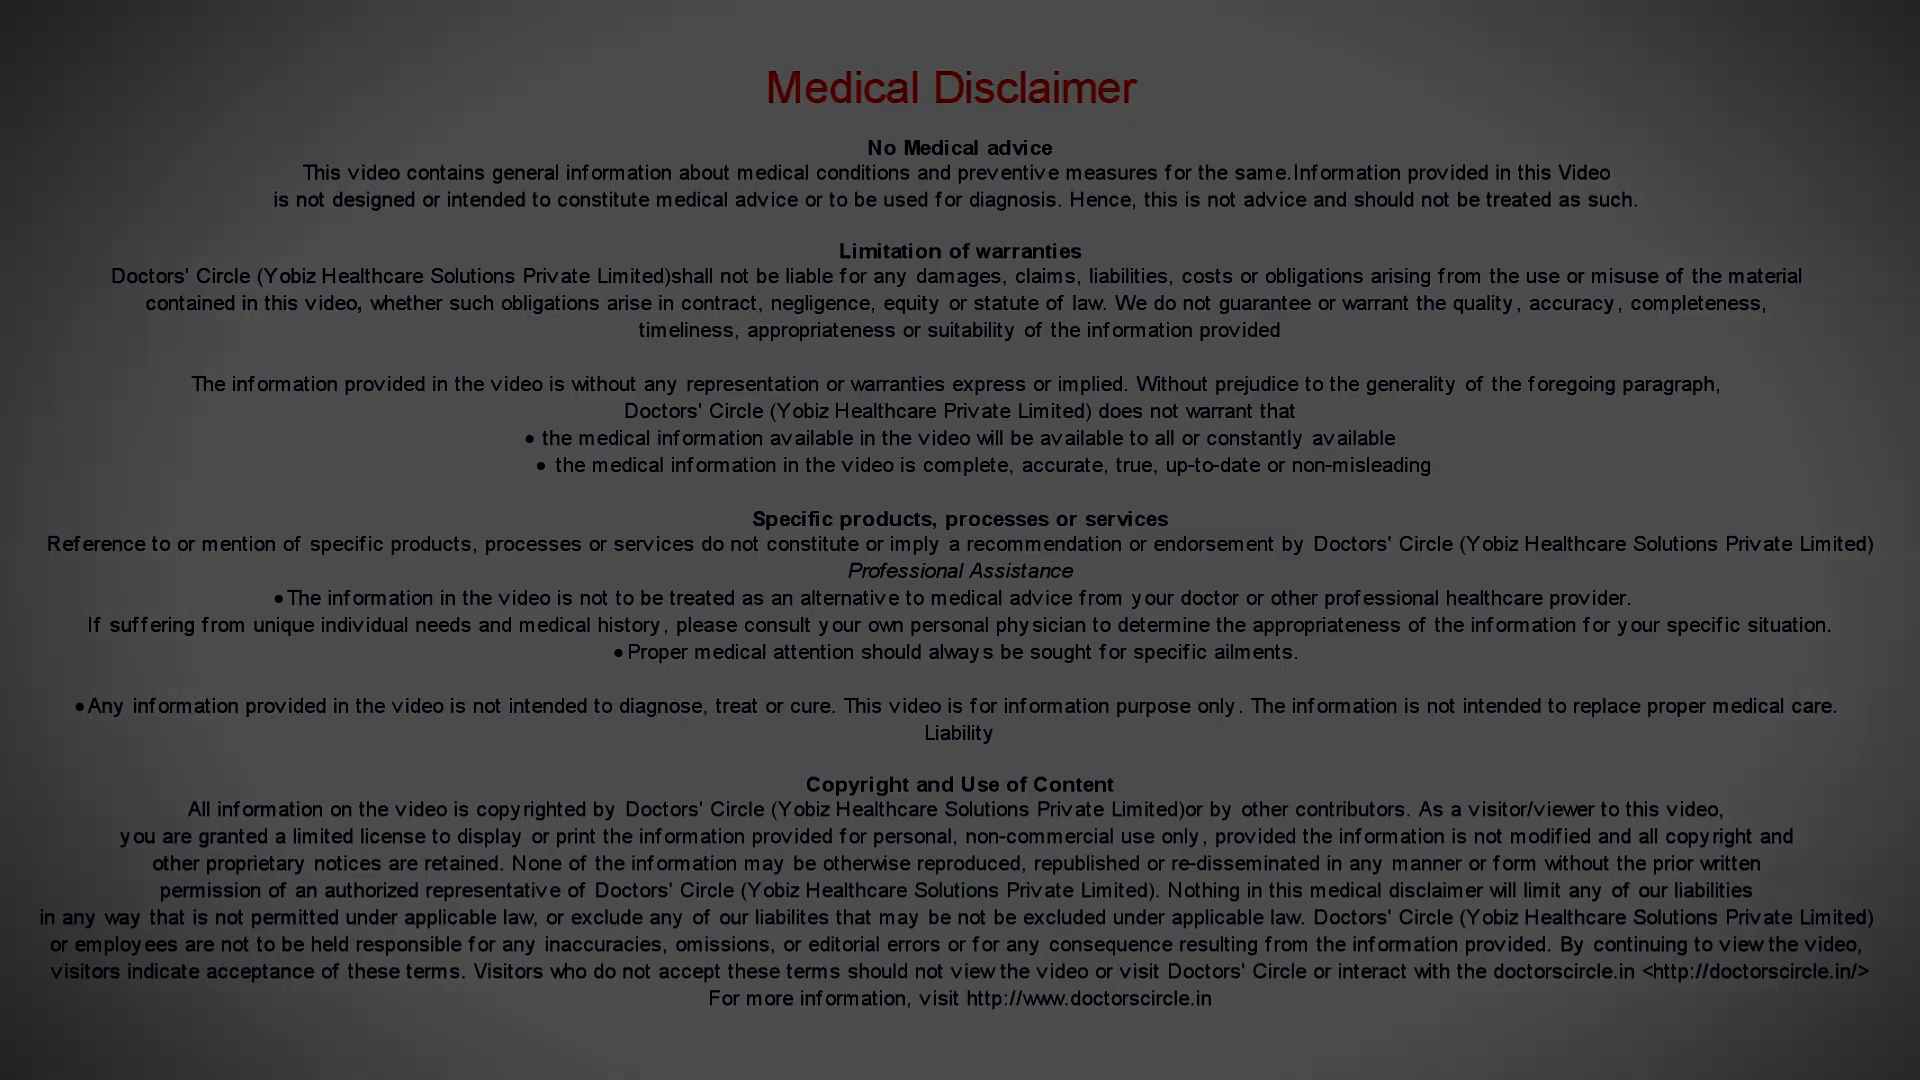 Medical Disclaimer
No Medical advice
This video contains general information about medical conditions and preventive measures for the same.Information provided in this Video
is not designed or intended to constitute medical advice or to be used for diagnosis. Hence, this is not advice and should not be treated as such.
Limitation of warranties
Doctors' Circle (Yobiz Healthcare Solutions Private Limited)shall not be liable for any damages, claims, liabilities, costs or obligations arising from the use or misuse of the material
contained in this video, whether such obligations arise in contract, negligence, equity or statute of law. We do not guarantee or warrant the quality, accuracy, completeness,
timeliness, appropriateness or suitability of the information provided
The information provided in the video is without any representation or warranties express or implied. Without prejudice to the generality of the foregoing paragraph,
Doctors' Circle (Yobiz Healthcare Private Limited) does not warrant that
• the medical information available in the video will be available to all or constantly available
• the medical information in the video is complete, accurate, true, up-to-date or non-misleading
Specific products, processes or services
Reference to or mention of specific products, processes or services do not constitute or imply a recommendation or endorsement by Doctors' Circle (Yobiz Healthcare Solutions Private Limited)
Professional Assistance
•The information in the video is not to be treated as an alternative to medical advice from your doctor or other professional healthcare provider.
If suffering from unique individual needs and medical history, please consult your own personal physician to determine the appropriateness of the information for your specific situation.
•Proper medical attention should always be sought for specific ailments.
•Any information provided in the video is not intended to diagnose, treat or cure. This video is for information purpose only. The information is not intended to replace proper medical care.
Liability
Copyright and Use of Content
All information on the video is copyrighted by Doctors' Circle (Yobiz Healthcare Solutions Private Limited)or by other contributors. As a visitor/viewer to this video,
you are granted a limited license to display or print the information provided for personal, non-commercial use only, provided the information is not modified and all copyright and
other proprietary notices are retained. None of the information may be otherwise reproduced, republished or re-disseminated in any manner or form without the prior written
permission of an authorized representative of Doctors' Circle (Yobiz Healthcare Solutions Private Limited). Nothing in this medical disclaimer will limit any of our liabilities
in any way that is not permitted under applicable law, or exclude any of our liabilites that may be not be excluded under applicable law. Doctors' Circle (Yobiz Healthcare Solutions Private Limited)
or employees are not to be held responsible for any inaccuracies, omissions, or editorial errors or for any consequence resulting from the information provided. By continuing to view the video,
visitors indicate acceptance of these terms. Visitors who do not accept these terms should not view the video or visit Doctors' Circle or interact with the doctorscircle.in <http://doctorscircle.in/>
For more information, visit http://www.doctorscircle.in